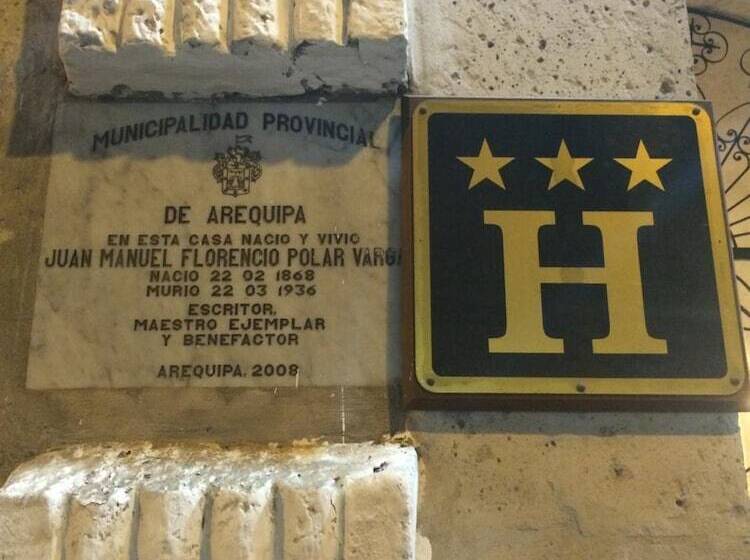 MUNICIPALIDAD PROVINCIAL
DE AREQUIPA
EN ESTA CASA NACIO Y VIVIO
JUAN MANUEL FLORENCIO POLAR
NACIO 22 02 1868
MURIO 22 03 1936
ESCRITOR,
MAESTRO EJEMPLAR
Y BENEFACTOR
AREQUIPA. 2008
H